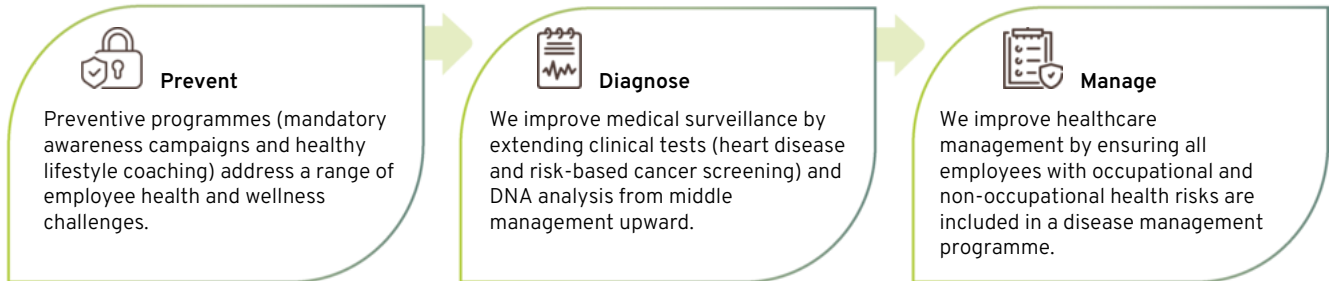 Prevent
Preventive programmes (mandatory
awareness campaigns and healthy
lifestyle coaching) address a range of
employee health and wellness
challenges.
Diagnose
We improve medical surveillance by
extending clinical tests (heart disease
and risk-based cancer screening) and
DNA analysis from middle
management upward.
Manage
We improve healthcare
management by ensuring all
employees with occupational and
non-occupational health risks are
included in a disease management
programme.